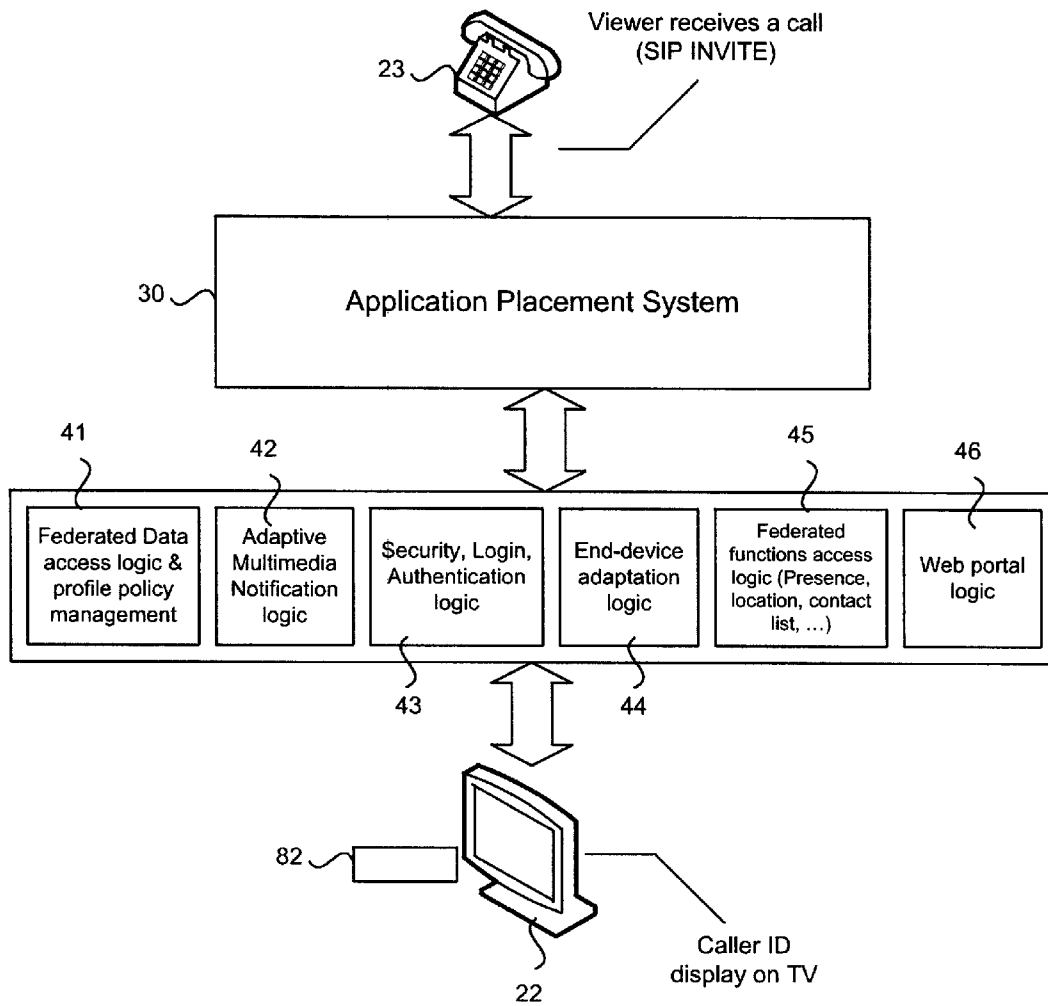 Viewer receives a call
(SIP INVITE)
23
30
Application Placement System
41
42
45
46
Federated Data
access logic &
profile policy
management
Adaptive
Multimedia
Notification
logic
$ecurity, Login,
Authentication
logic
End-device
adaptation
logic
Federated
functions access
logic (Presence,
location, contact
list, ...)
Web portal
logic
43
44
82
22
Caller ID
display on TV